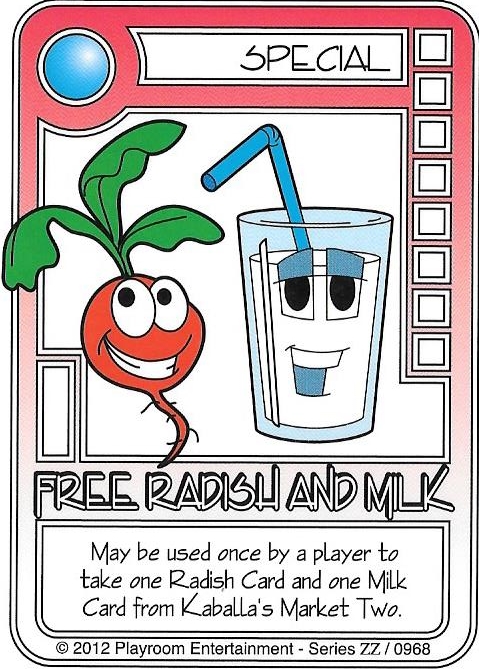 SPECIAL
FREE RADISH AND MILK
May be used once by a player to
take one Radish Card and one Milk
Card from Kaballa's Market Two.
© 2012 Playroom Entertainment - Series ZZ / 0968